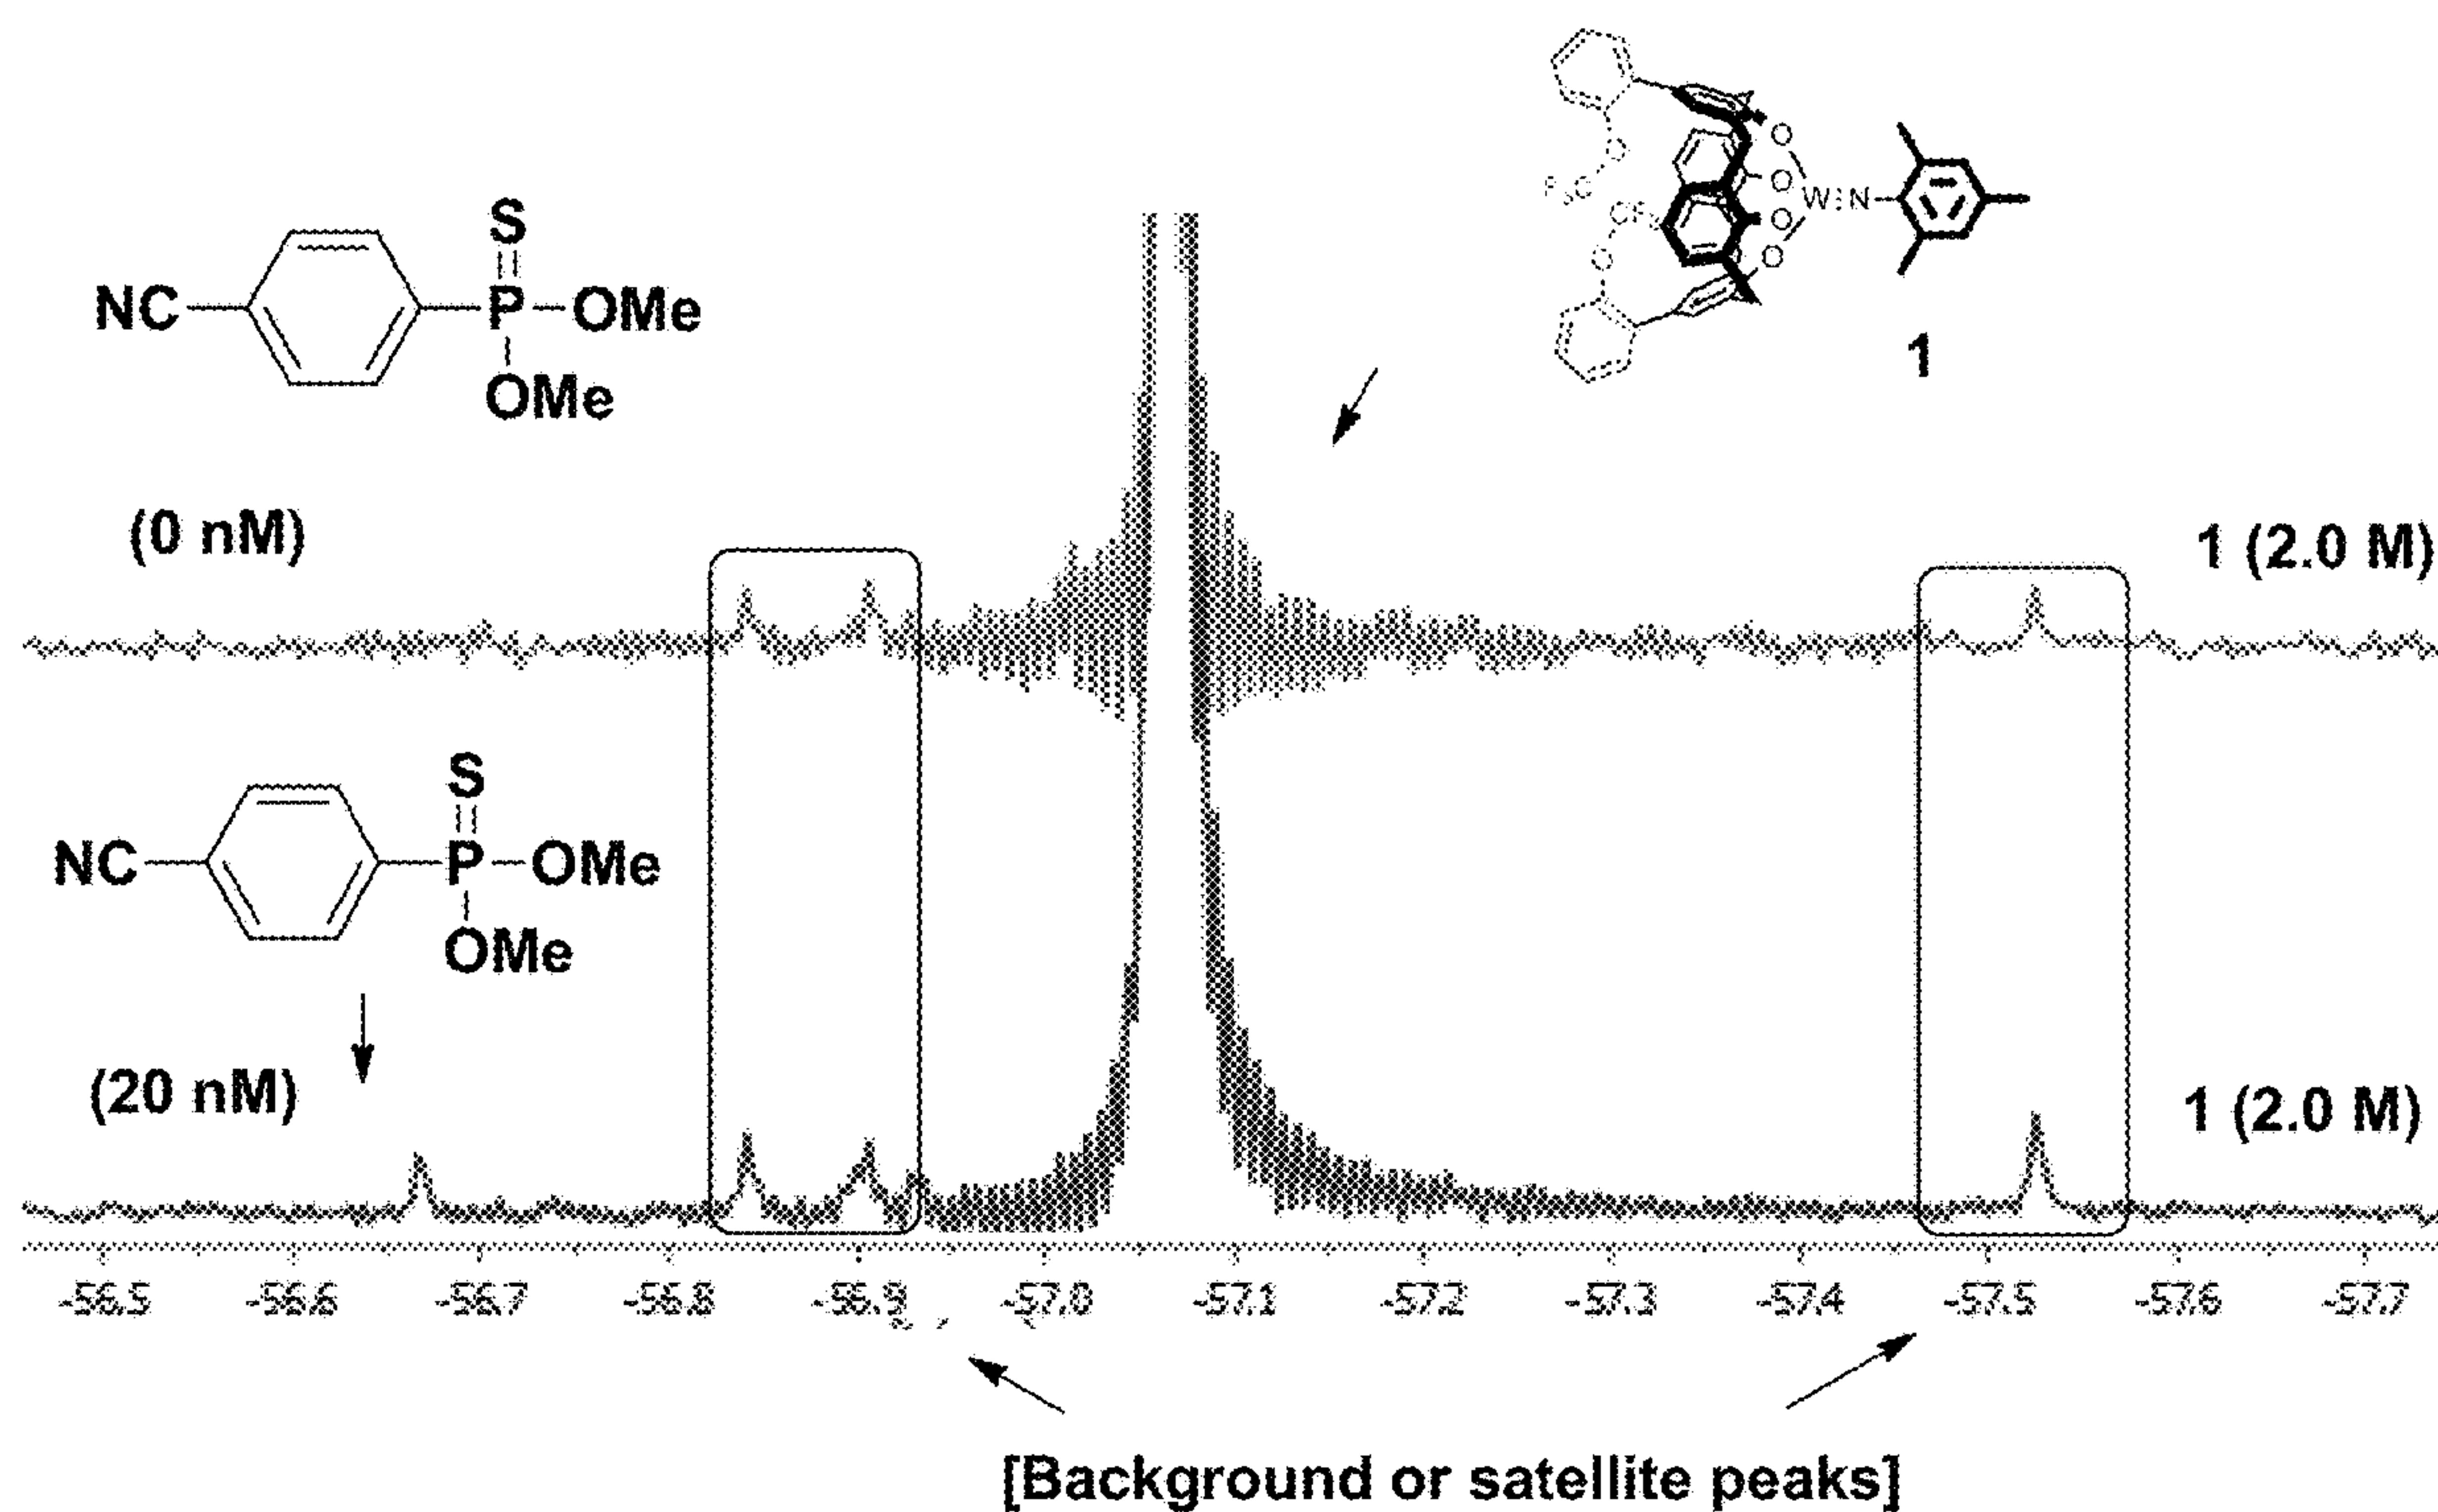 S
NC
P
OMe
OMe
(0 nM)
O
O
O
O
W
N
F₃C
CF₃
O
O
1
1 (2.0 M)
S
NC
P
OMe
OMe
(20 nM)
1 (2.0 M)
-56.5 -56.6 -56.7 -56.8 -56.9 -57.0 -57.1 -57.2 -57.3 -57.4 -57.5 -57.6 -57.7
[Background or satellite peaks]